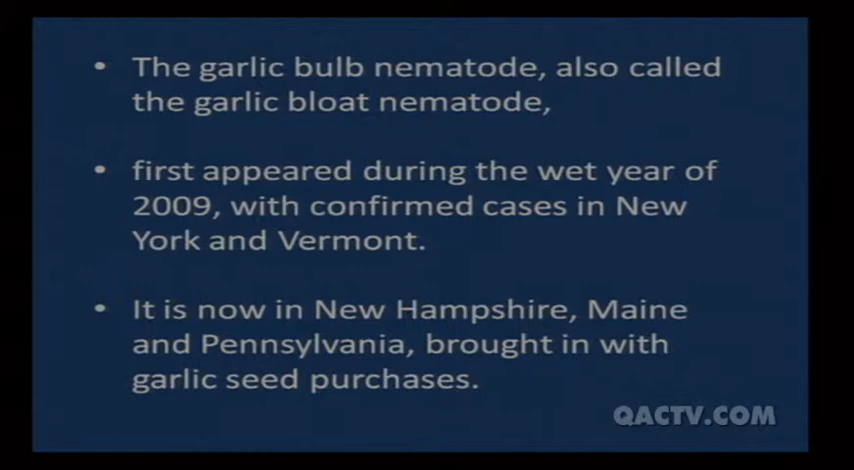 • The garlic bulb nematode, also called
the garlic bloat nematode,
• first appeared during the wet year of
2009, with confirmed cases in New
York and Vermont.
• It is now in New Hampshire, Maine
and Pennsylvania, brought in with
garlic seed purchases.
QACTV.COM